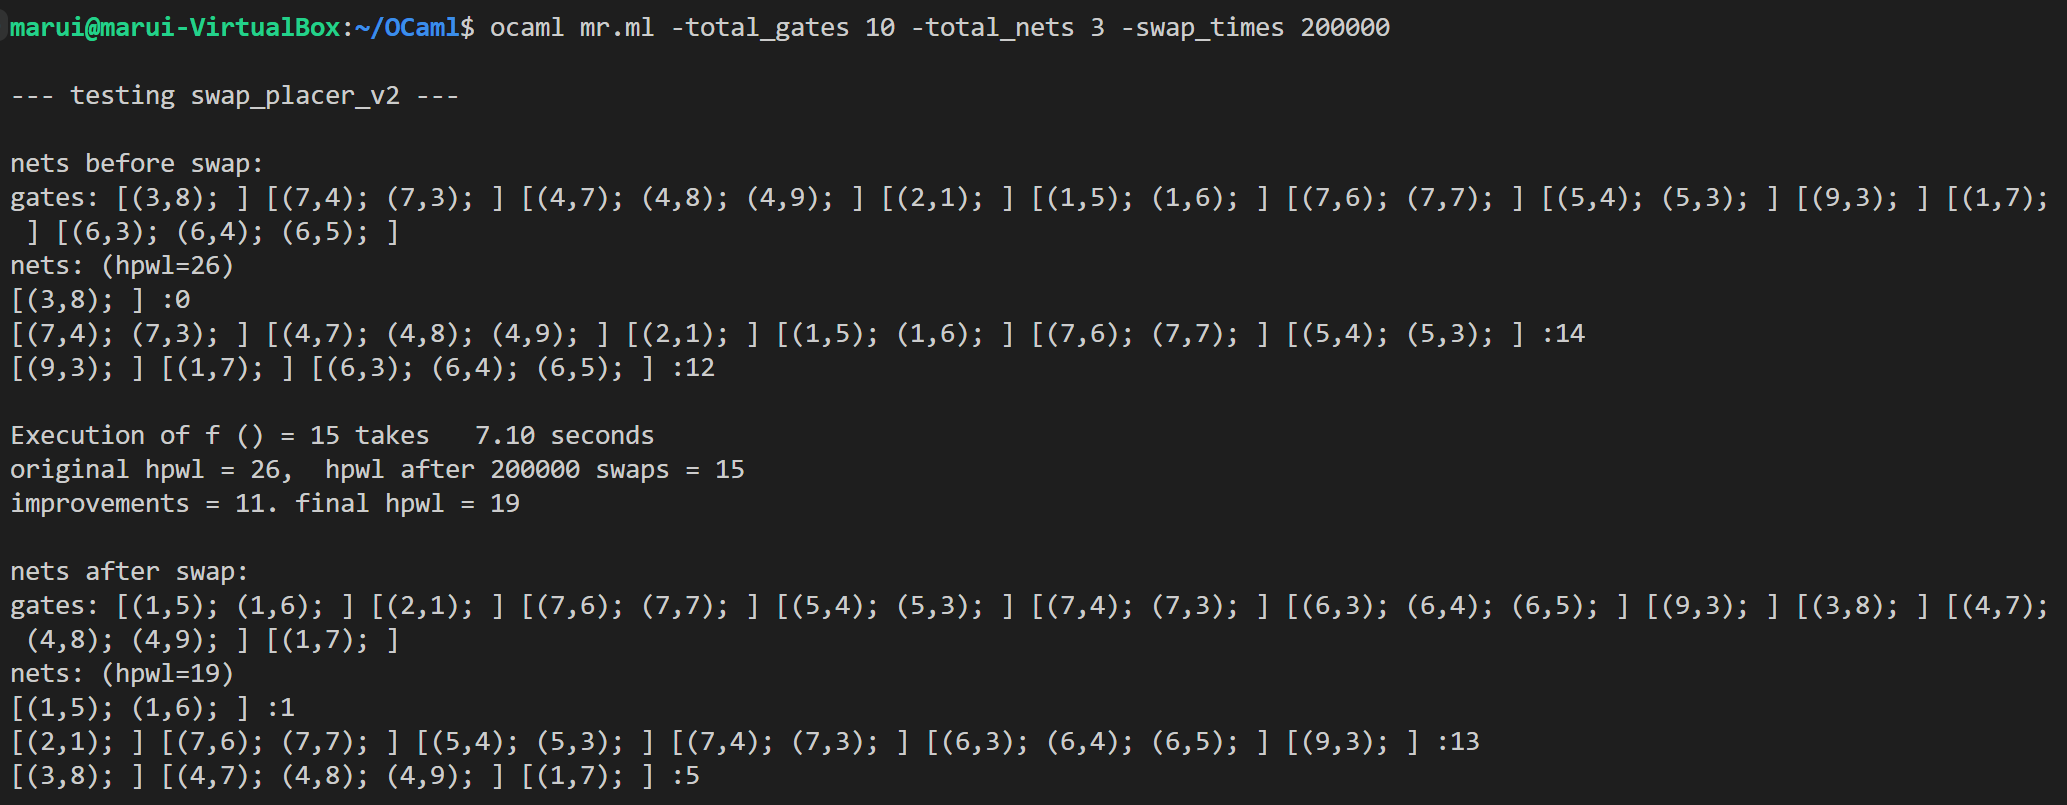 marui@marui-VirtualBox:~/OCaml$ ocaml mr.ml -total_gates 10 -total_nets 3 -swap_times 200000
--- testing swap_placer_v2 ---
nets before swap:
gates: [(3,8); ] [(7,4); (7,3); ] [(4,7); (4,8); (4,9); ] [(2,1); ] [(1,5); (1,6); ] [(7,6); (7,7); ] [(5,4); (5,3); ] [(9,3); ] [(1,7);
 ] [(6,3); (6,4); (6,5); ]
nets: (hpwl=26)
[(3,8); ] :0
[(7,4); (7,3); ] [(4,7); (4,8); (4,9); ] [(2,1); ] [(1,5); (1,6); ] [(7,6); (7,7); ] [(5,4); (5,3); ] :14
[(9,3); ] [(1,7); ] [(6,3); (6,4); (6,5); ] :12
Execution of f () = 15 takes   7.10 seconds
original hpwl = 26,  hpwl after 200000 swaps = 15
improvements = 11. final hpwl = 19
nets after swap:
gates: [(1,5); (1,6); ] [(2,1); ] [(7,6); (7,7); ] [(5,4); (5,3); ] [(7,4); (7,3); ] [(6,3); (6,4); (6,5); ] [(9,3); ] [(3,8); ] [(4,7);
 (4,8); (4,9); ] [(1,7); ]
nets: (hpwl=19)
[(1,5); (1,6); ] :1
[(2,1); ] [(7,6); (7,7); ] [(5,4); (5,3); ] [(7,4); (7,3); ] [(6,3); (6,4); (6,5); ] [(9,3); ] :13
[(3,8); ] [(4,7); (4,8); (4,9); ] [(1,7); ] :5